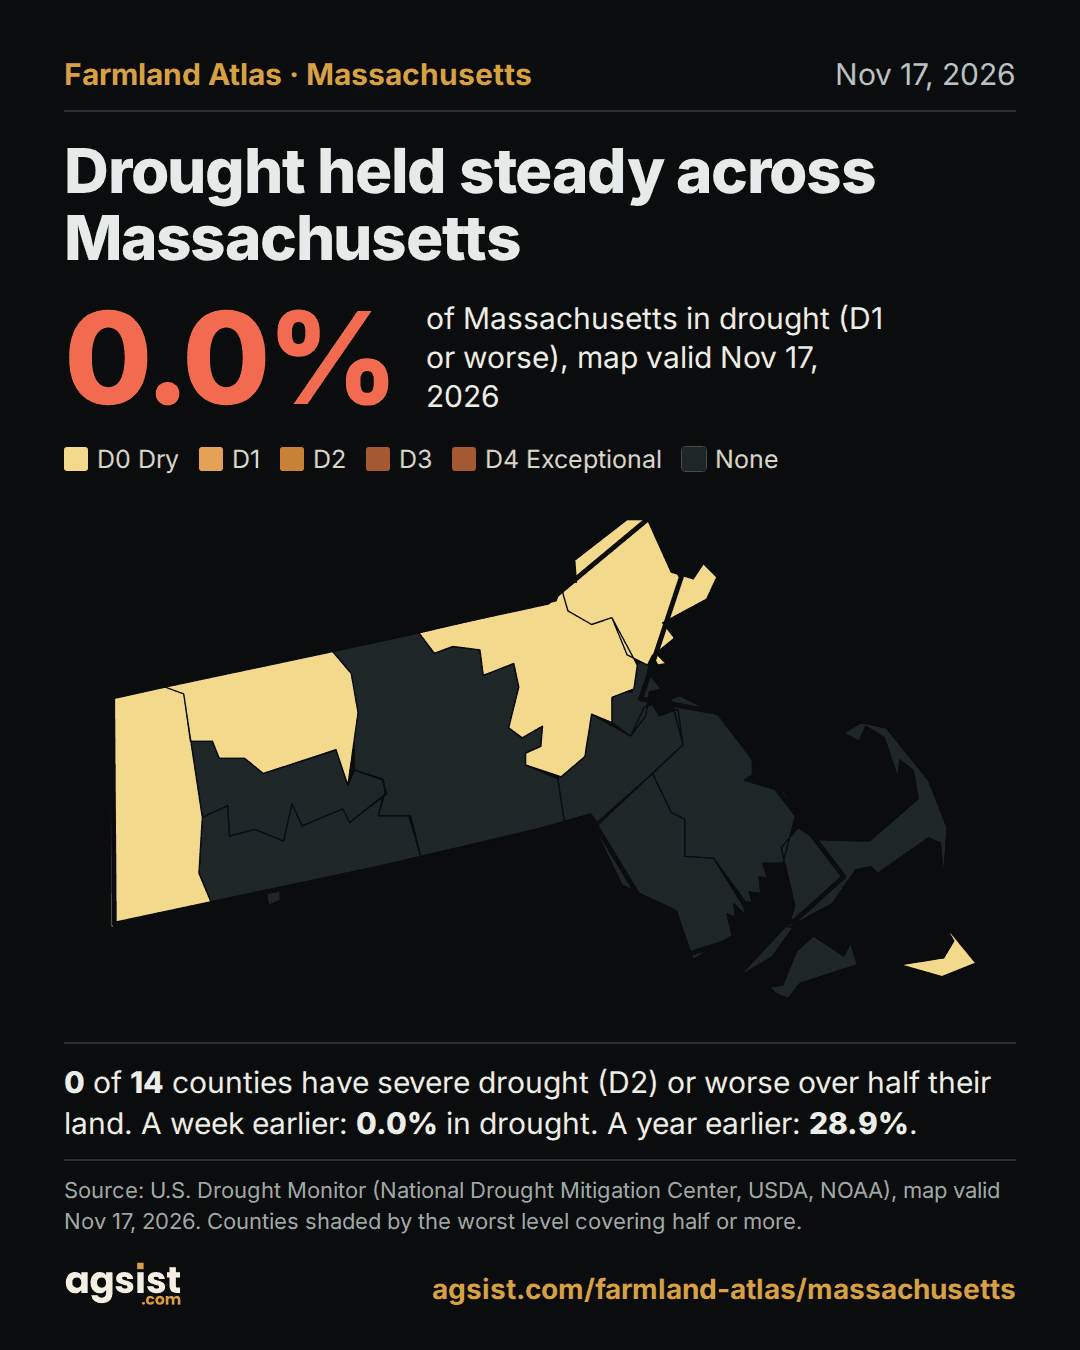 Farmland Atlas · Massachusetts
Nov 17, 2026
Drought held steady across
Massachusetts
0.0%
of Massachusetts in drought (D1
or worse), map valid Nov 17,
2026
D0 Dry D1 D2 D3 D4 Exceptional None
0 of 14 counties have severe drought (D2) or worse over half their
land. A week earlier: 0.0% in drought. A year earlier: 28.9%.
Source: U.S. Drought Monitor (National Drought Mitigation Center, USDA, NOAA), map valid
Nov 17, 2026. Counties shaded by the worst level covering half or more.
agsist
.com
agsist.com/farmland-atlas/massachusetts